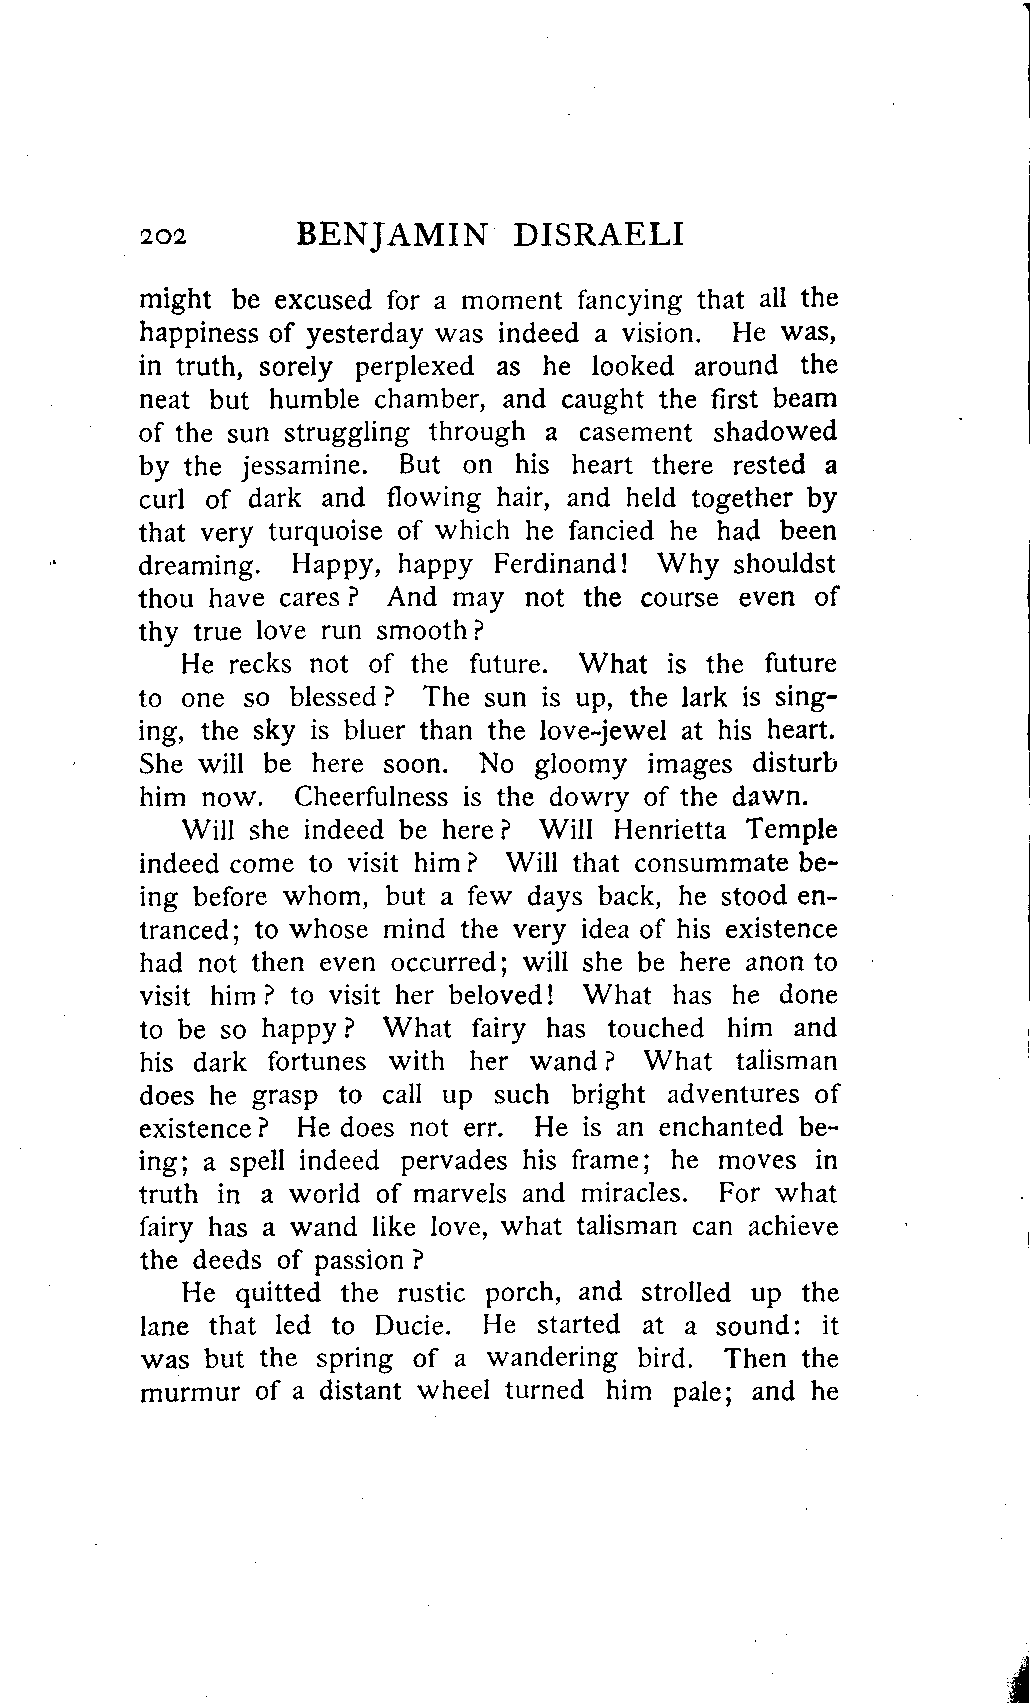 202 BENJAMIN DISRAELI
might be excused for a moment fancying that all the
happiness of yesterday was indeed a vision. He was,
in truth, sorely perplexed as he looked around the
neat but humble chamber, and caught the first beam
of the sun struggling through a casement shadowed
by the jessamine. But on his heart there rested a
curl of dark and flowing hair, and held together by
that very turquoise of which he fancied he had been
dreaming. Happy, happy Ferdinand! Why shouldst
thou have cares? And may not the course even of
thy true love run smooth?
He recks not of the future. What is the future
to one so blessed? The sun is up, the lark is sing-
ing, the sky is bluer than the love-jewel at his heart.
She will be here soon. No gloomy images disturb
him now. Cheerfulness is the dowry of the dawn.
Will she indeed be here? Will Henrietta Temple
indeed come to visit him? Will that consummate be-
ing before whom, but a few days back, he stood en-
tranced; to whose mind the very idea of his existence
had not then even occurred; will she be here anon to
visit him? to visit her beloved! What has he done
to be so happy? What fairy has touched him and
his dark fortunes with her wand? What talisman
does he grasp to call up such bright adventures of
existence? He does not err. He is an enchanted be-
ing; a spell indeed pervades his frame; he moves in
truth in a world of marvels and miracles. For what
fairy has a wand like love, what talisman can achieve
the deeds of passion?
He quitted the rustic porch, and strolled up the
lane that led to Ducie. He started at a sound: it
was but the spring of a wandering bird. Then the
murmur of a distant wheel turned him pale; and he